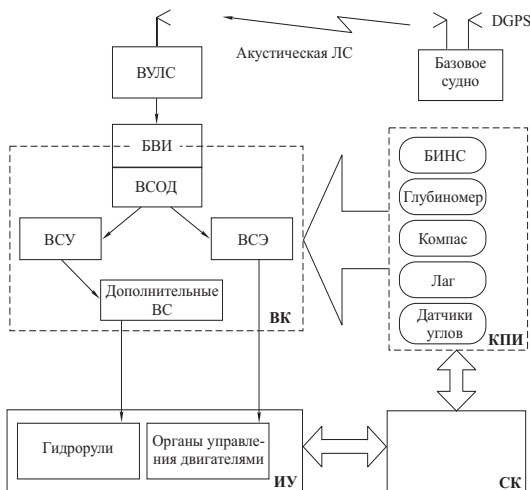 DGPS
Акустическая ЛС
Базовое
судно
ВУЛС
БВИ
ВСОД
ВСУ
ВСЭ
Дополнительные
ВС
ВК
БИНС
Глубиномер
Компас
Лаг
Датчики
углов
КПИ
Гидрорули
Органы управле-
ния двигателями
ИУ
СК